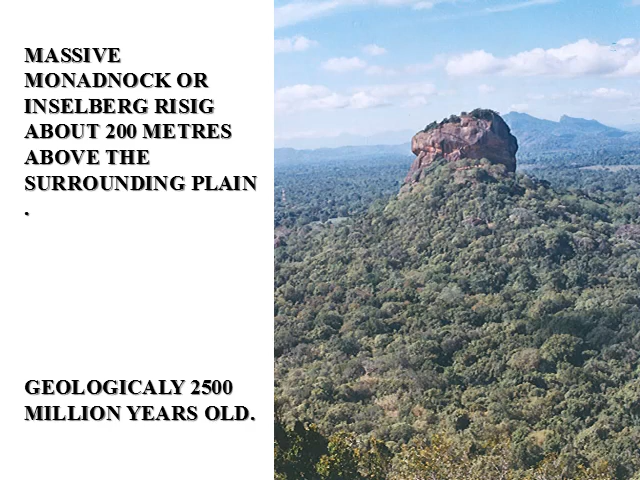 MASSIVE
MONADNOCK OR
INSELBERG RISIG
ABOUT 200 METRES
ABOVE THE
SURROUNDING PLAIN
.
GEOLOGICALY 2500
MILLION YEARS OLD.